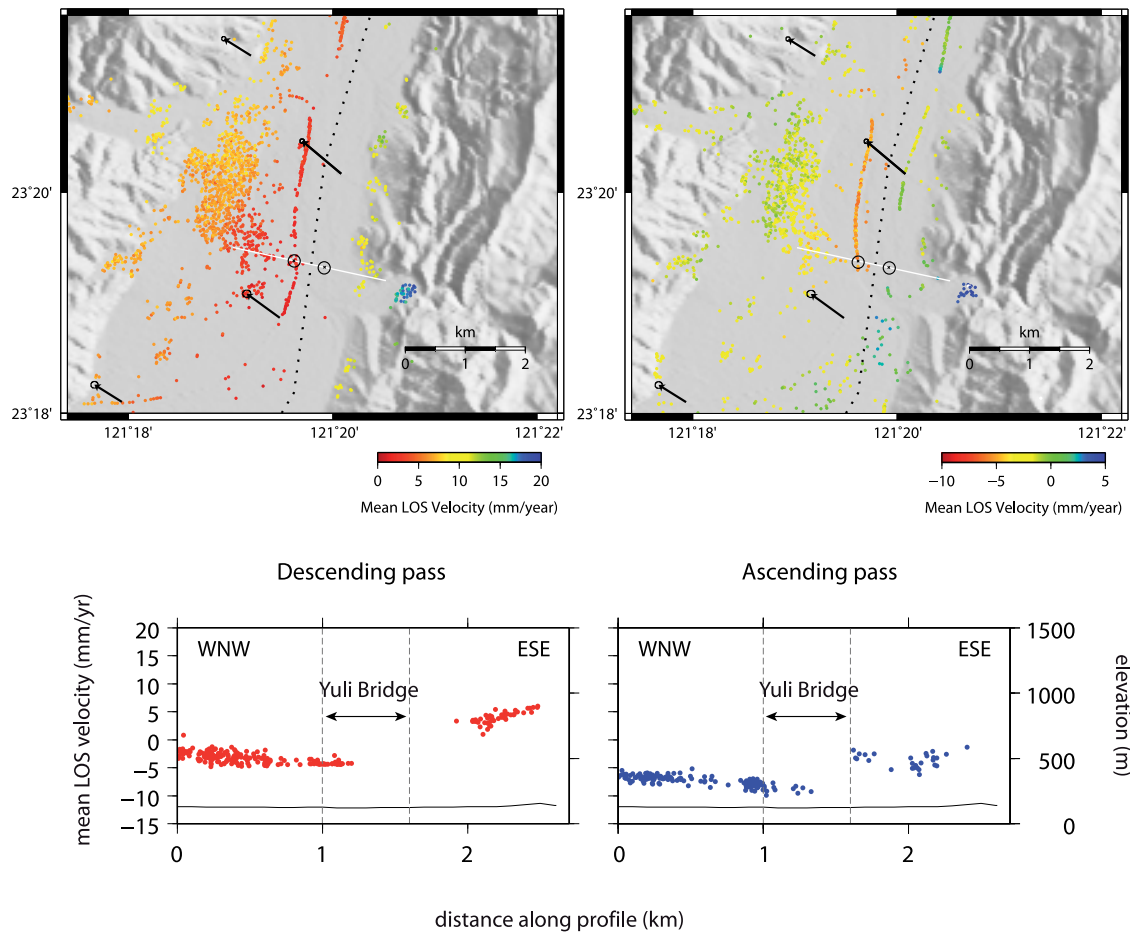 23°20'
23°18'
121°18'
121°20'
121°22'
km
0 1 2
0 5 10 15 20
Mean LOS Velocity (mm/year)
23°20'
23°18'
121°18'
121°20'
121°22'
km
0 1 2
−10 −5 0 5
Mean LOS Velocity (mm/year)
Descending pass
Ascending pass
mean LOS velocity (mm/yr)
20
15
10
5
0
−5
−10
−15
WNW
ESE
Yuli Bridge
0 1 2
WNW
ESE
Yuli Bridge
0 1 2
1500
1000
500
0
elevation (m)
distance along profile (km)